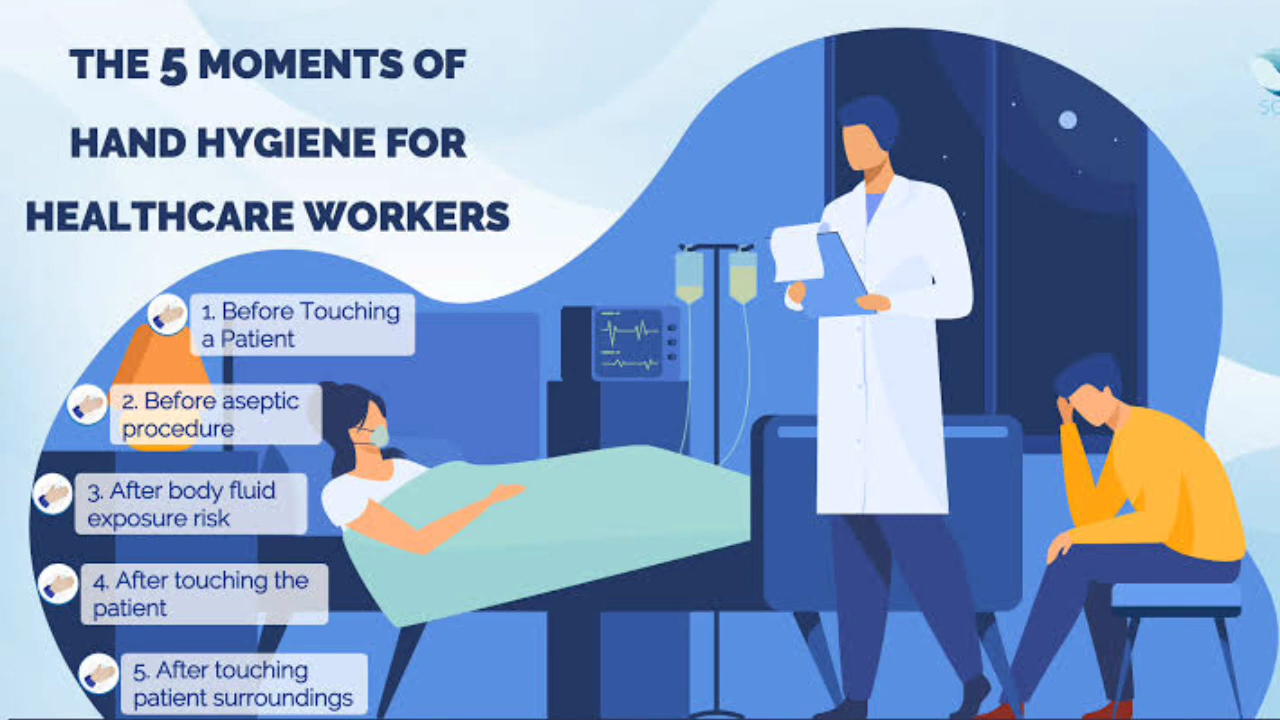 THE 5 MOMENTS OF
HAND HYGIENE FOR
HEALTHCARE WORKERS
1. Before Touching
a Patient
2. Before aseptic
procedure
3. After body fluid
exposure risk
4. After touching the
patient
5. After touching
patient surroundings